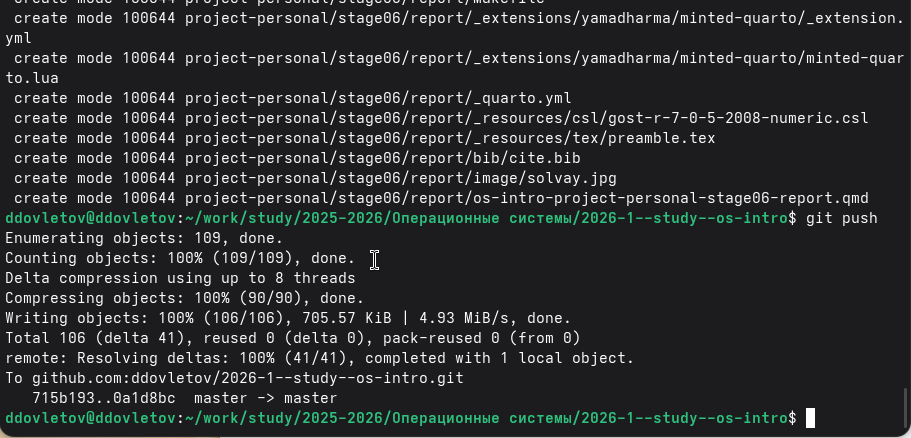 create mode 100644 project-personal/stage06/report/Makefile
create mode 100644 project-personal/stage06/report/_extensions/yamadharma/minted-quarto/_extension.
yml
create mode 100644 project-personal/stage06/report/_extensions/yamadharma/minted-quarto/minted-quar
to.lua
create mode 100644 project-personal/stage06/report/_quarto.yml
create mode 100644 project-personal/stage06/report/_resources/csl/gost-r-7-0-5-2008-numeric.csl
create mode 100644 project-personal/stage06/report/_resources/tex/preamble.tex
create mode 100644 project-personal/stage06/report/bib/cite.bib
create mode 100644 project-personal/stage06/report/image/solvay.jpg
create mode 100644 project-personal/stage06/report/os-intro-project-personal-stage06-report.qmd
ddovletov@ddovletov:~/work/study/2025-2026/Операционные системы/2026-1--study--os-intro$ git push
Enumerating objects: 109, done.
Counting objects: 100% (109/109), done.
Delta compression using up to 8 threads
Compressing objects: 100% (90/90), done.
Writing objects: 100% (106/106), 705.57 KiB | 4.93 MiB/s, done.
Total 106 (delta 41), reused 0 (delta 0), pack-reused 0 (from 0)
remote: Resolving deltas: 100% (41/41), completed with 1 local object.
To github.com:ddovletov/2026-1--study--os-intro.git
715b193..0a1d8bc  master -> master
ddovletov@ddovletov:~/work/study/2025-2026/Операционные системы/2026-1--study--os-intro$